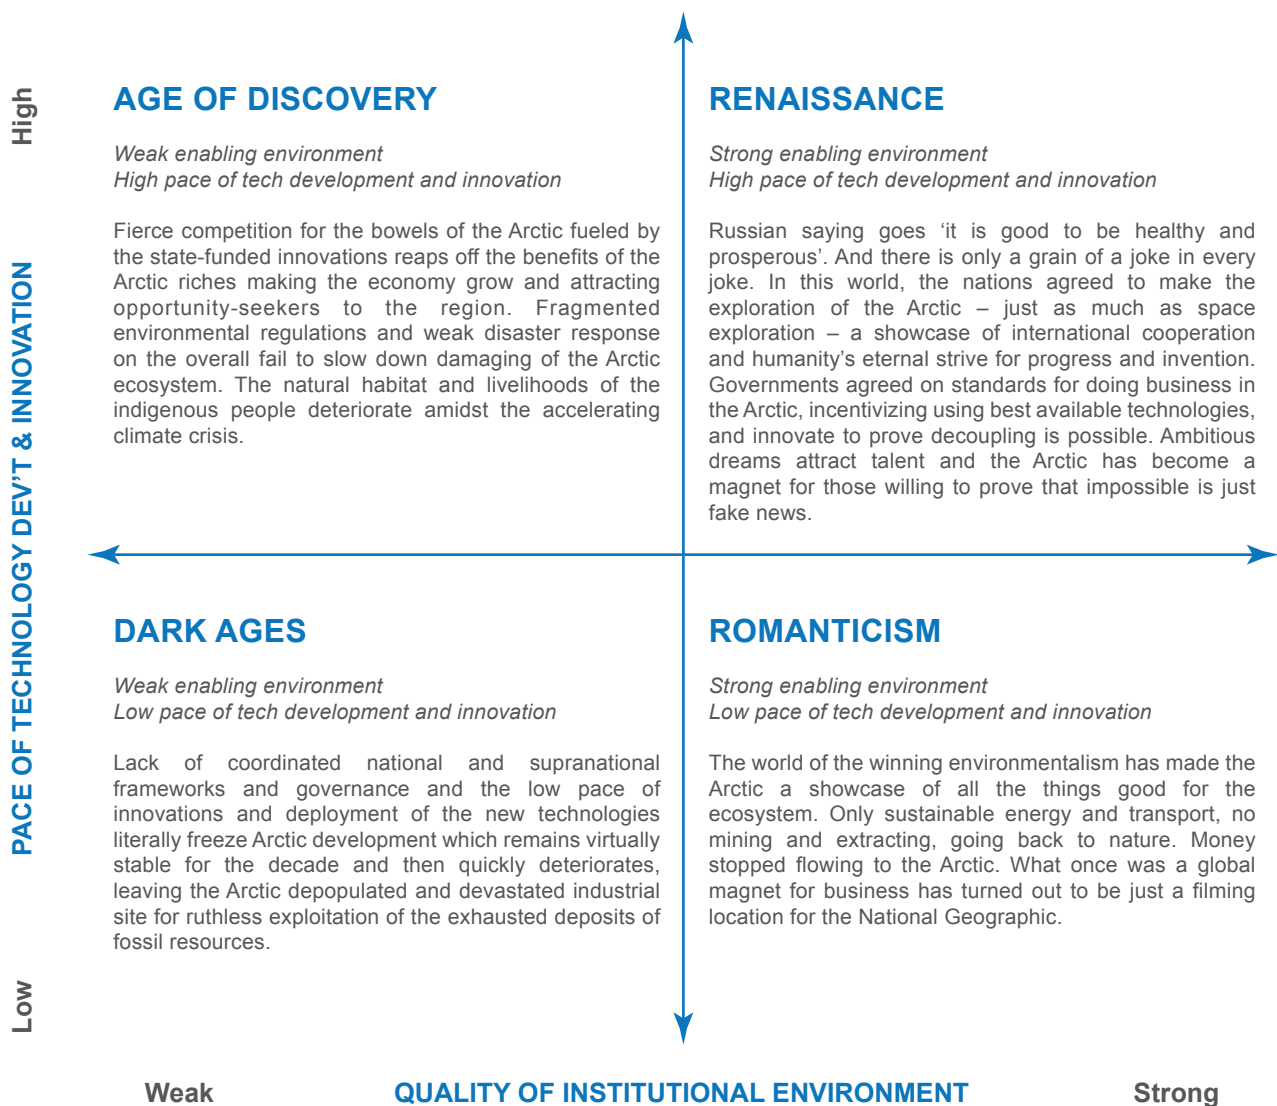 High
PACE OF TECHNOLOGY DEV'T & INNOVATION
Low
AGE OF DISCOVERY
Weak enabling environment
High pace of tech development and innovation
Fierce competition for the bowels of the Arctic fueled by
the state-funded innovations reaps off the benefits of the
Arctic riches making the economy grow and attracting
opportunity-seekers to the region. Fragmented
environmental regulations and weak disaster response
on the overall fail to slow down damaging of the Arctic
ecosystem. The natural habitat and livelihoods of the
indigenous people deteriorate amidst the accelerating
climate crisis.
RENAISSANCE
Strong enabling environment
High pace of tech development and innovation
Russian saying goes ‘it is good to be healthy and
prosperous’. And there is only a grain of a joke in every
joke. In this world, the nations agreed to make the
exploration of the Arctic – just as much as space
exploration – a showcase of international cooperation
and humanity’s eternal strive for progress and invention.
Governments agreed on standards for doing business in
the Arctic, incentivizing using best available technologies,
and innovate to prove decoupling is possible. Ambitious
dreams attract talent and the Arctic has become a
magnet for those willing to prove that impossible is just
fake news.
DARK AGES
Weak enabling environment
Low pace of tech development and innovation
Lack of coordinated national and supranational
frameworks and governance and the low pace of
innovations and deployment of the new technologies
literally freeze Arctic development which remains virtually
stable for the decade and then quickly deteriorates,
leaving the Arctic depopulated and devastated industrial
site for ruthless exploitation of the exhausted deposits of
fossil resources.
ROMANTICISM
Strong enabling environment
Low pace of tech development and innovation
The world of the winning environmentalism has made the
Arctic a showcase of all the things good for the
ecosystem. Only sustainable energy and transport, no
mining and extracting, going back to nature. Money
stopped flowing to the Arctic. What once was a global
magnet for business has turned out to be just a filming
location for the National Geographic.
Weak
QUALITY OF INSTITUTIONAL ENVIRONMENT
Strong